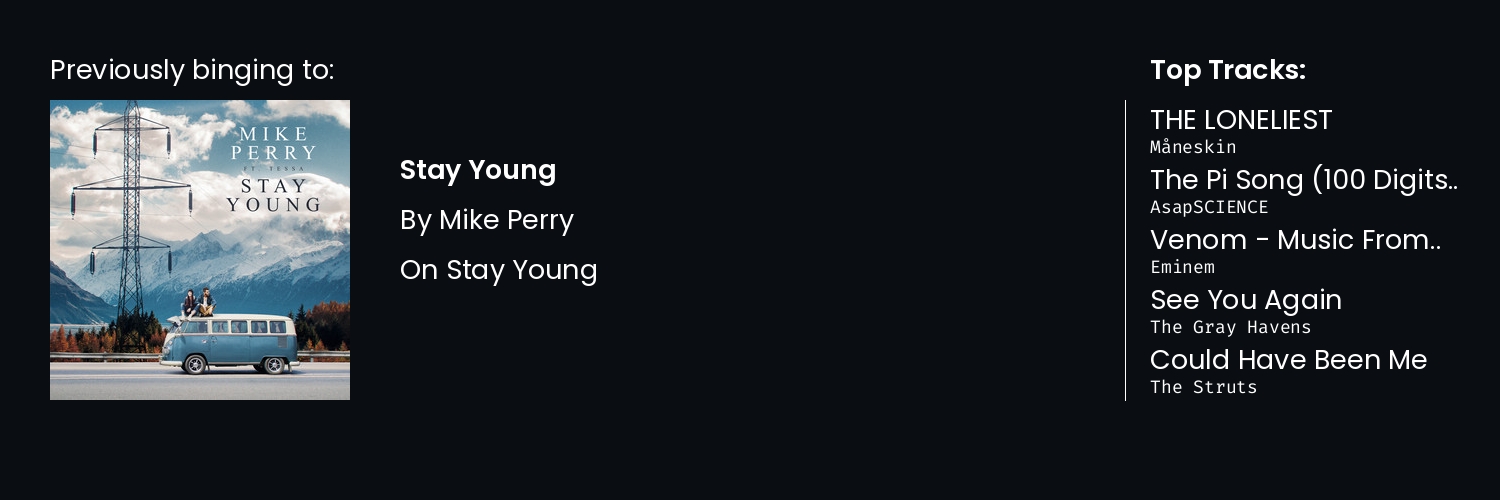 Previously binging to:
MIKE
PERRY
FT. TESSA
STAY
YOUNG
Stay Young
By Mike Perry
On Stay Young
Top Tracks:
THE LONELIEST
Måneskin
The Pi Song (100 Digits..
AsapSCIENCE
Venom - Music From..
Eminem
See You Again
The Gray Havens
Could Have Been Me
The Struts